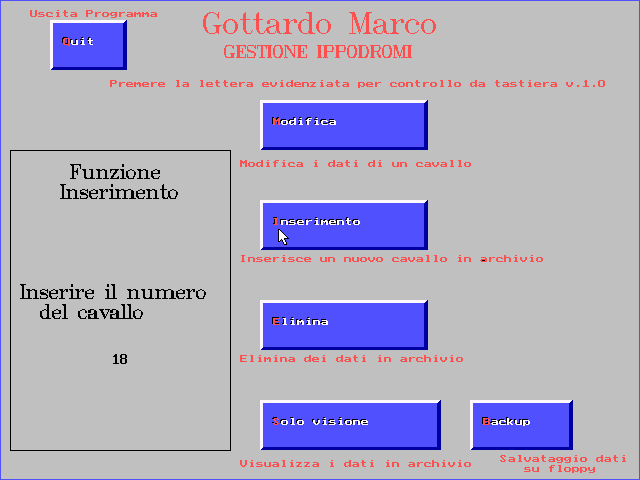 Uscita Programma
Gottardo Marco
Quit
GESTIONE IPPODROMI
Premere la lettera evidenziata per controllo da tastiera v.1.0
Modifica
Modifica i dati di un cavallo
Funzione
Inserimento
Inserimento
Inserisce un nuovo cavallo in archivio
Inserire il numero
del cavallo
18
Elimina
Elimina dei dati in archivio
Solo visione
Visualizza i dati in archivio
Backup
Salvataggio dati
su floppy